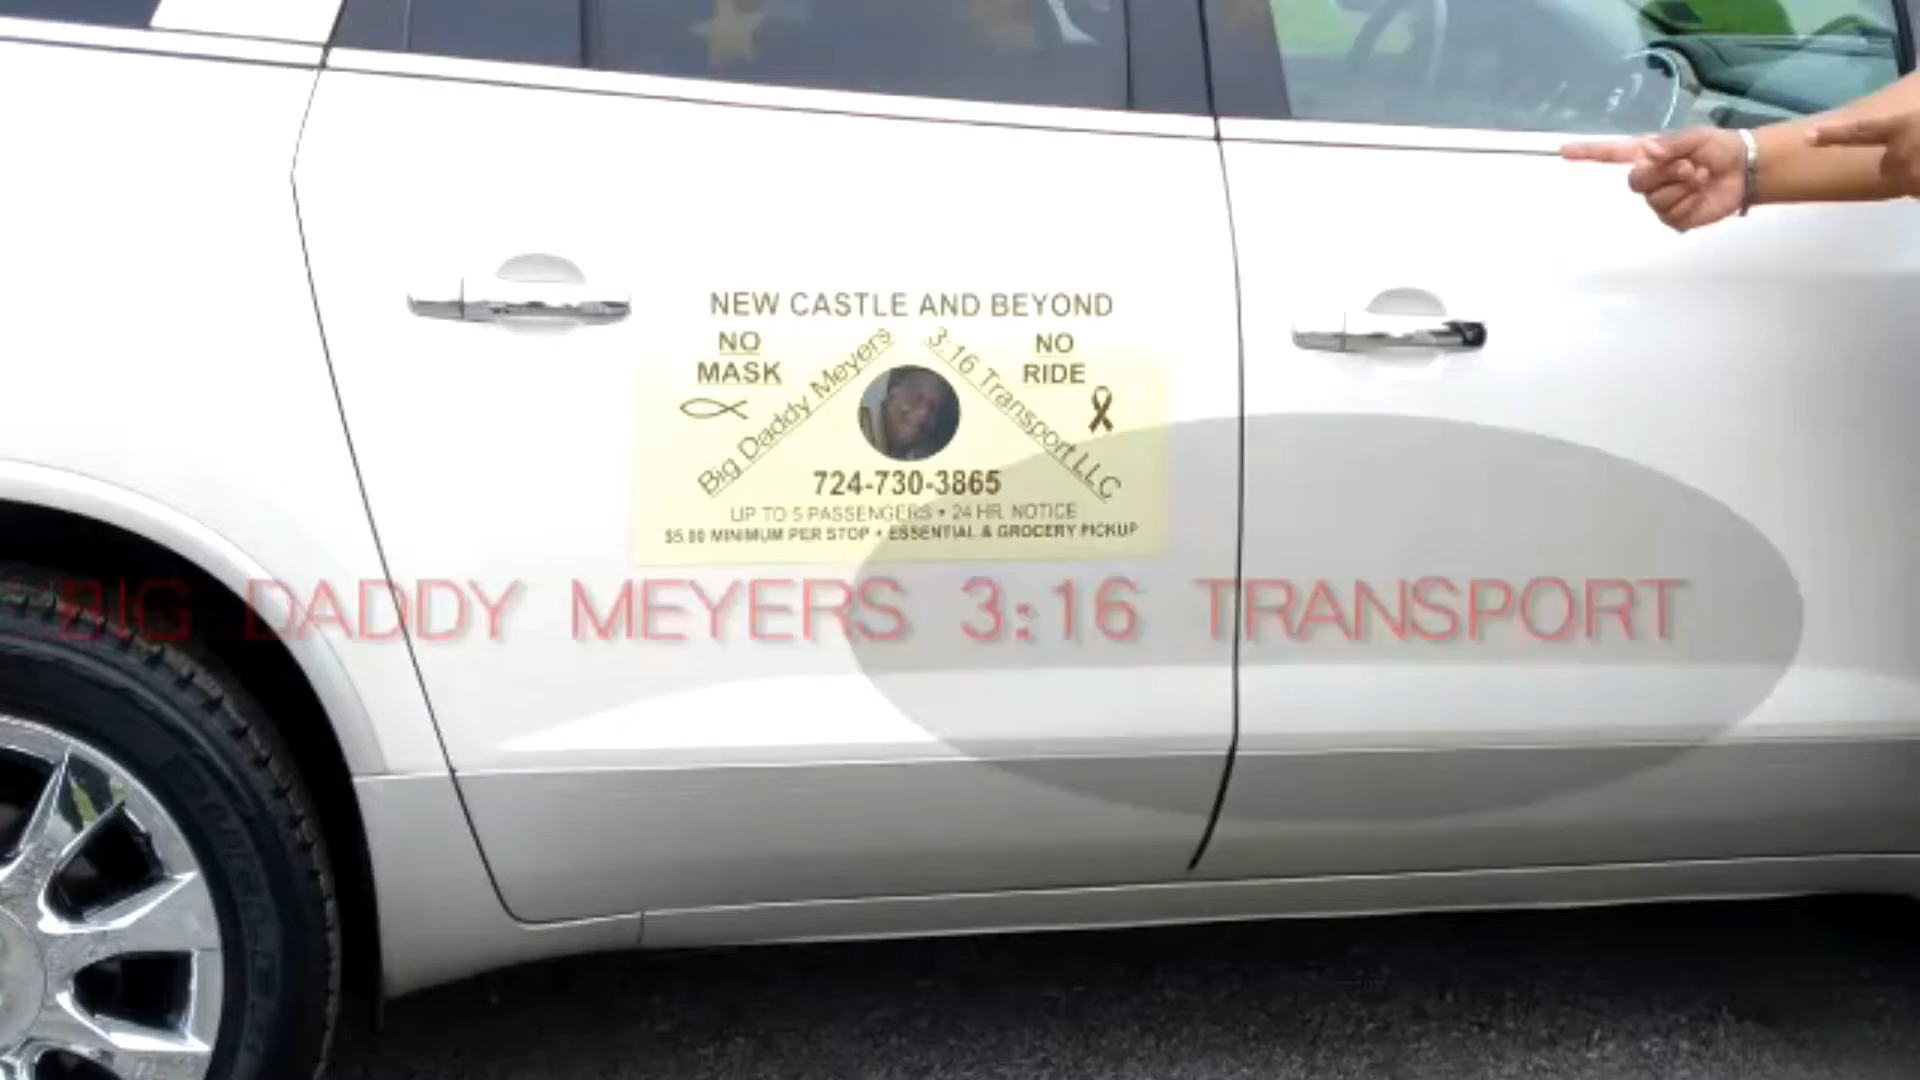 NEW CASTLE AND BEYOND
NO
MASK
Big Daddy Meyers
3:16 Transport LLC
NO
RIDE
724-730-3865
UP TO 5 PASSENGERS • 24 HR. NOTICE
$5.00 MINIMUM PER STOP • ESSENTIAL & GROCERY PICKUP
BIG DADDY MEYERS 3:16 TRANSPORT